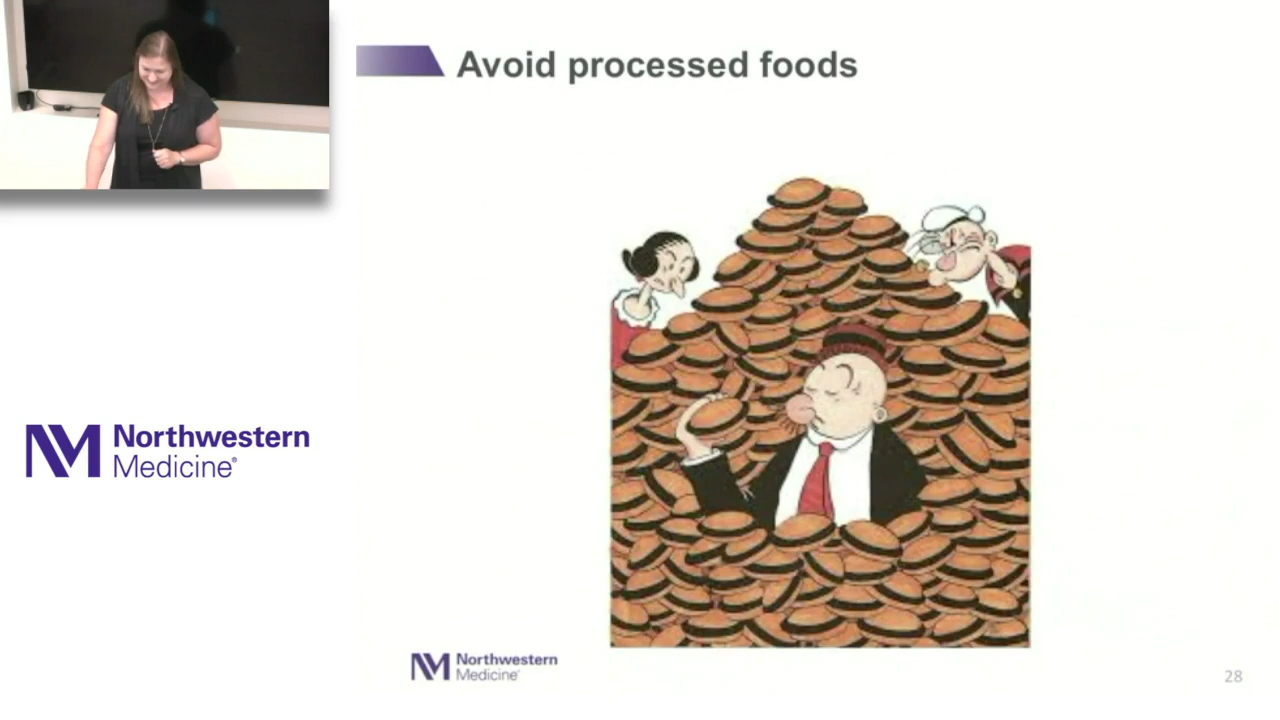 Avoid processed foods
Northwestern
Medicine®
Northwestern
Medicine®
28